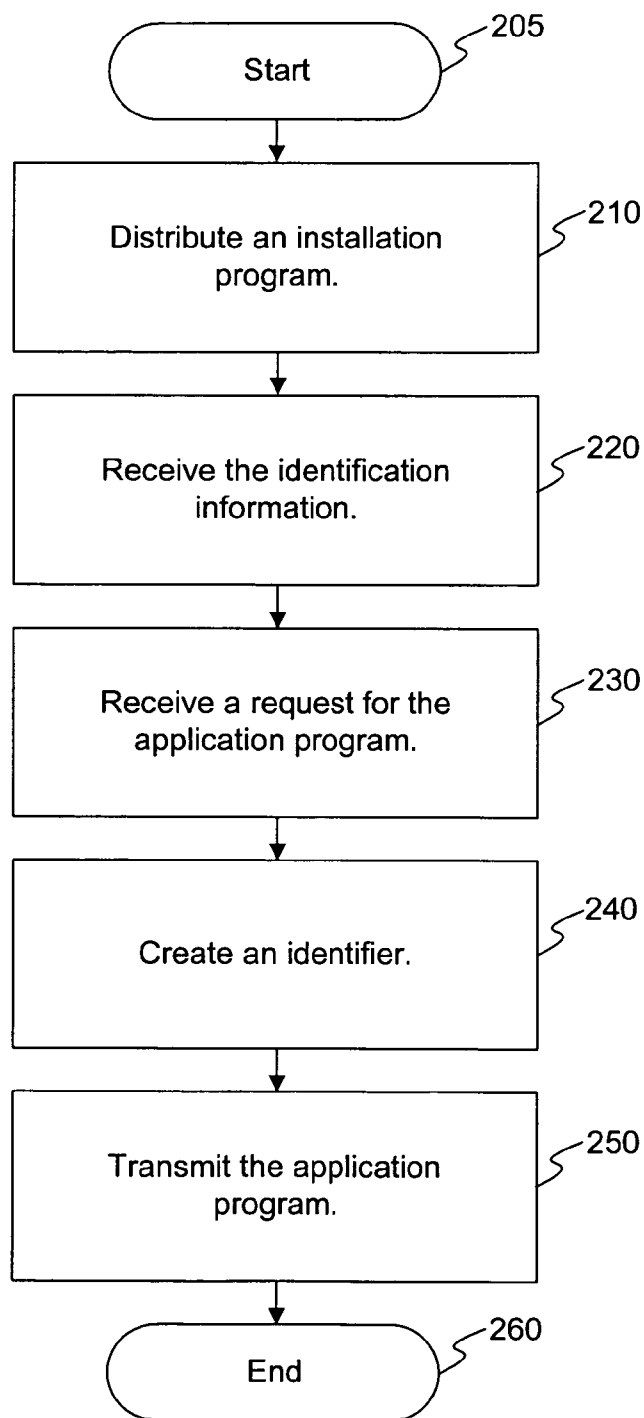 205
Start
210
Distribute an installation
program.
220
Receive the identification
information.
230
Receive a request for the
application program.
240
Create an identifier.
250
Transmit the application
program.
260
End